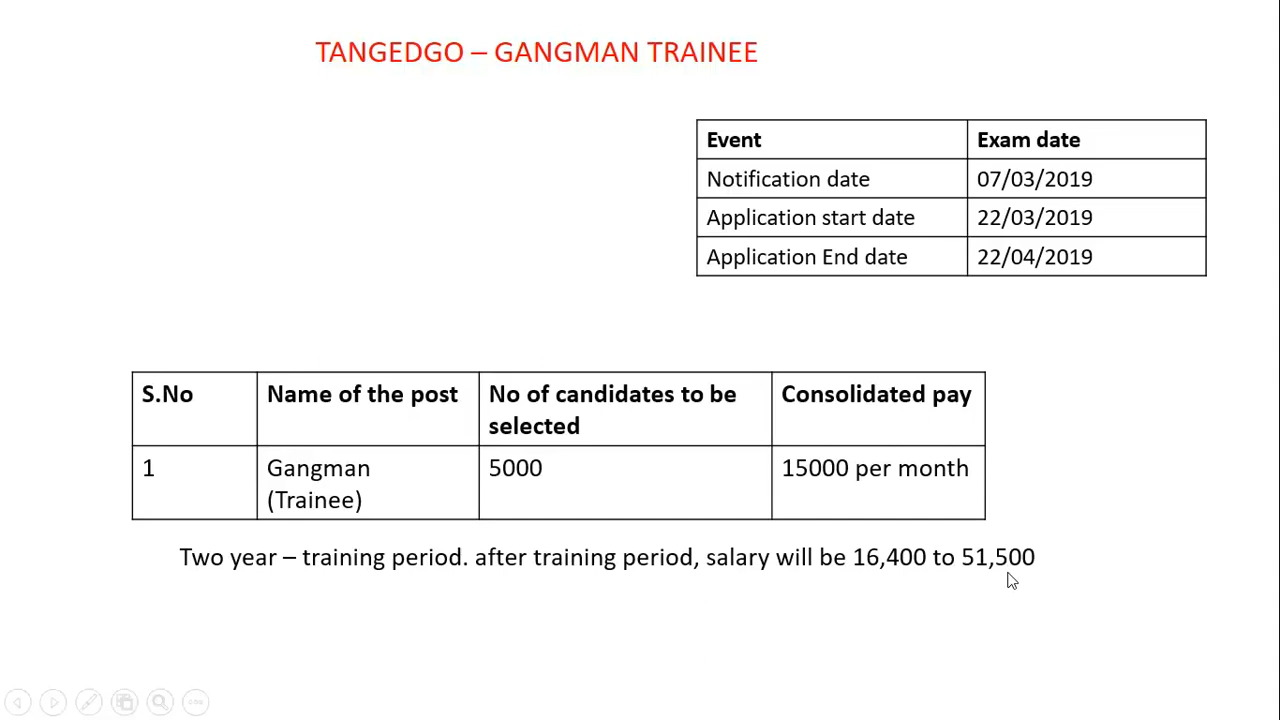 TANGEDGO – GANGMAN TRAINEE
Event Exam date
Notification date 07/03/2019
Application start date 22/03/2019
Application End date 22/04/2019
S.No Name of the post No of candidates to be selected Consolidated pay
1 Gangman (Trainee) 5000 15000 per month
Two year – training period. after training period, salary will be 16,400 to 51,500